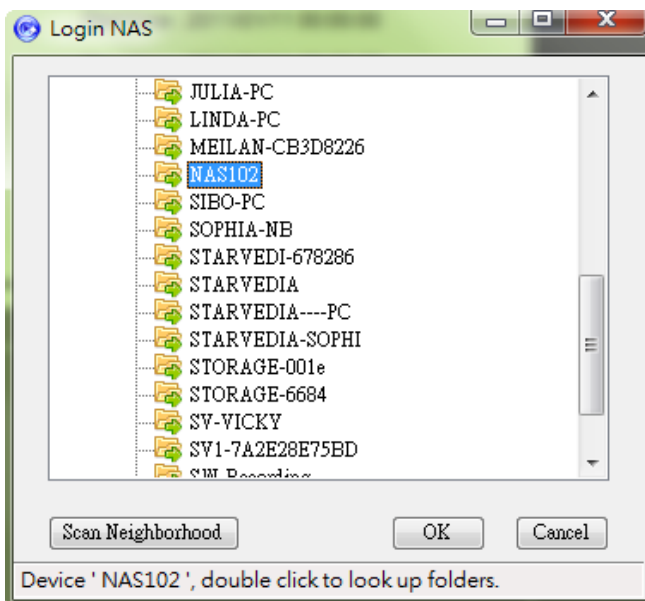 Login NAS
JULIA-PC
LINDA-PC
MEILAN-CB3D8226
NAS102
SIBO-PC
SOPHIA-NB
STARVEDI-678286
STARVEDIA
STARVEDIA----PC
STARVEDIA-SOPHI
STORAGE-001e
STORAGE-6684
SV-VICKY
SV1-7A2E28E75BD
SW Recording
Scan Neighborhood OK Cancel
Device ' NAS102 ', double click to look up folders.